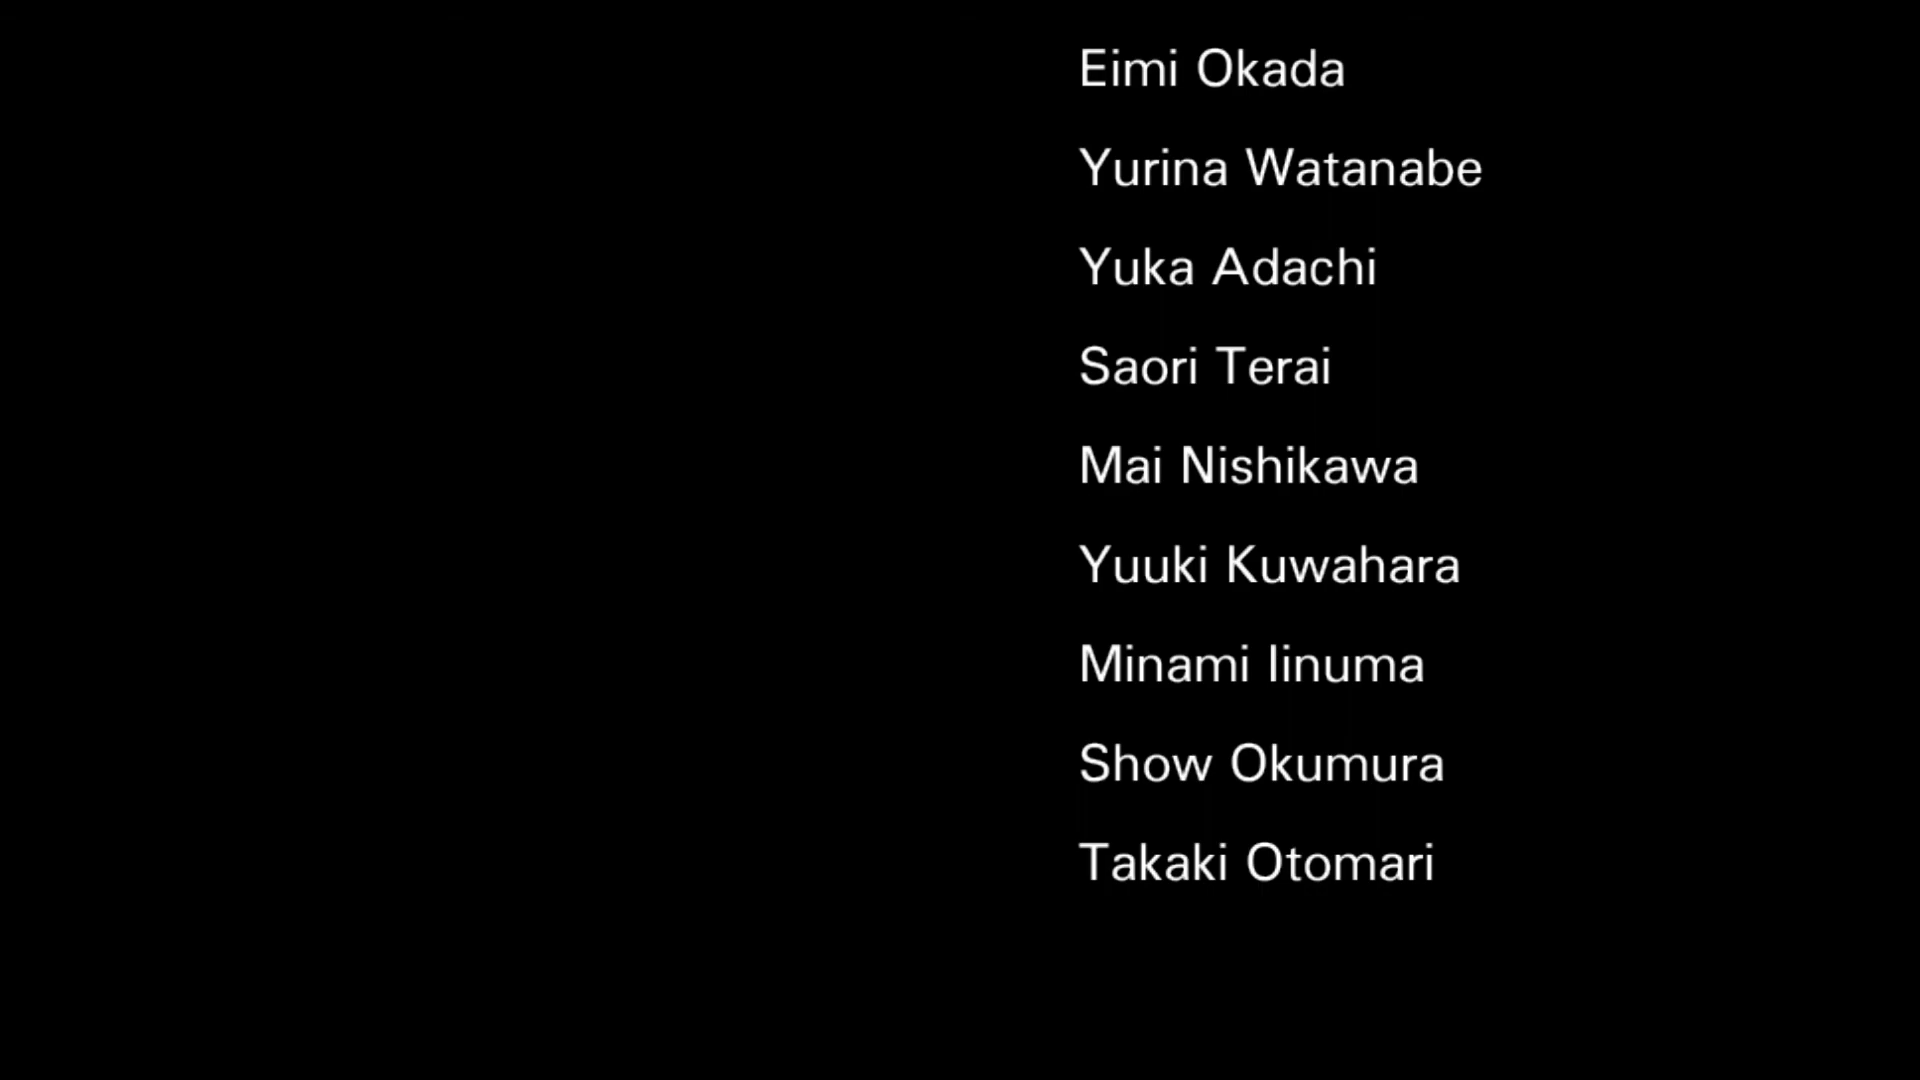 Eimi Okada
Yurina Watanabe
Yuka Adachi
Saori Terai
Mai Nishikawa
Yuuki Kuwahara
Minami Iinuma
Show Okumura
Takaki Otomari